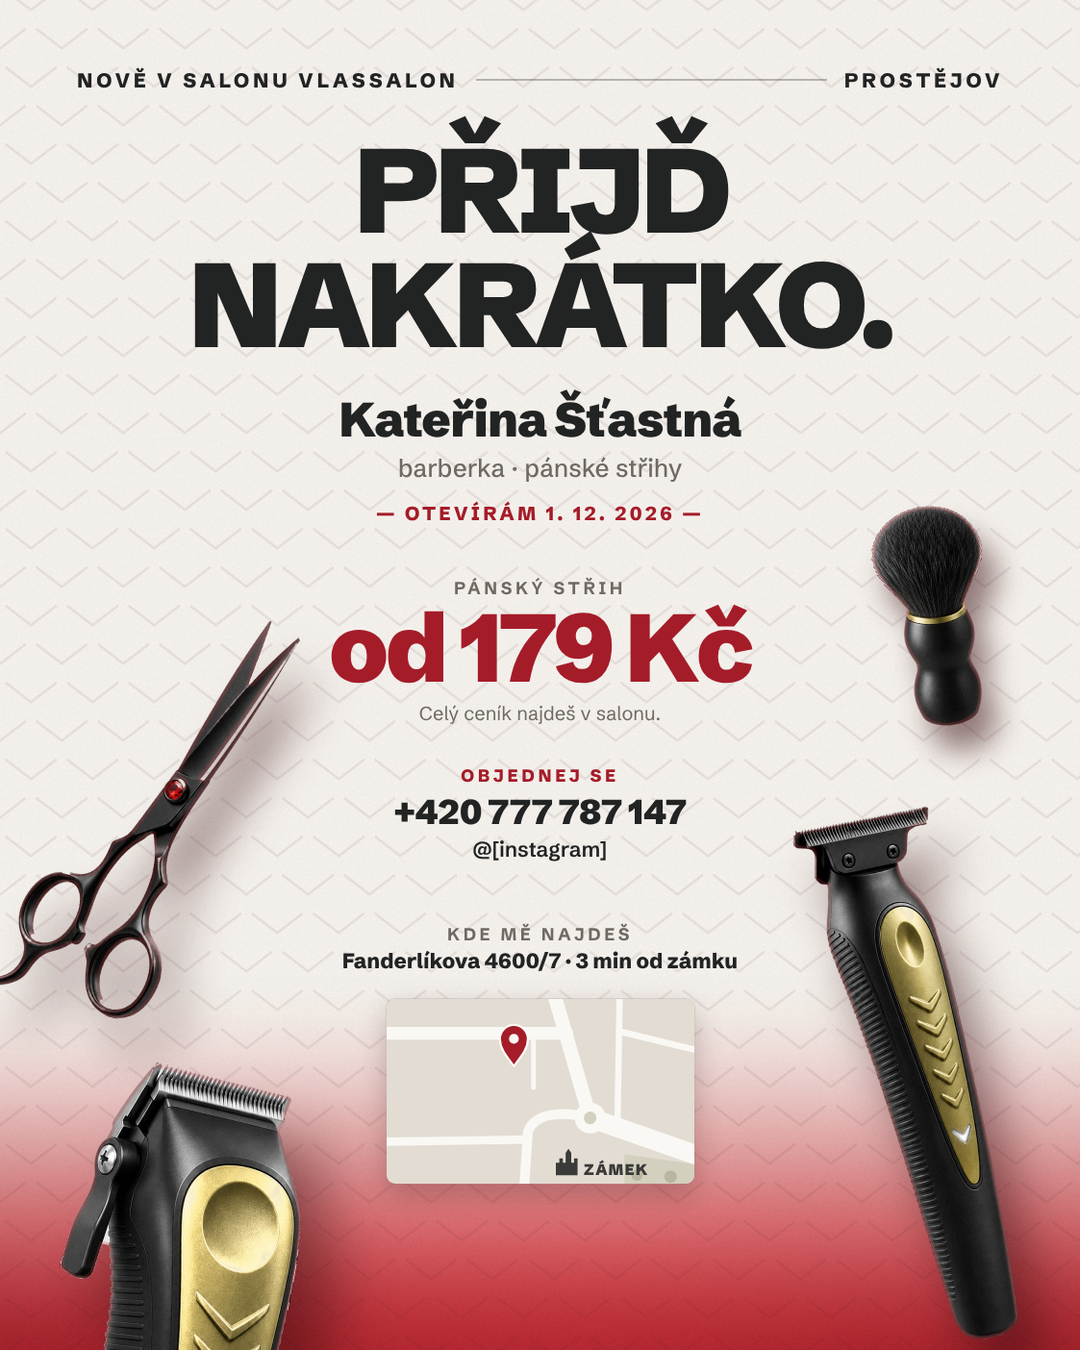 NOVĚ V SALONU VLASSALON
PROSTĚJOV
PŘIJĎ
NAKRÁTKO.
Kateřina Šťastná
barberka · pánské střihy
— OTEVÍRÁM 1. 12. 2026 —
PÁNSKÝ STŘIH
od 179 Kč
Celý ceník najdeš v salonu.
OBJEDNEJ SE
+420 777 787 147
@[instagram]
KDE MĚ NAJDEŠ
Fanderlíkova 4600/7 · 3 min od zámku
ZÁMEK